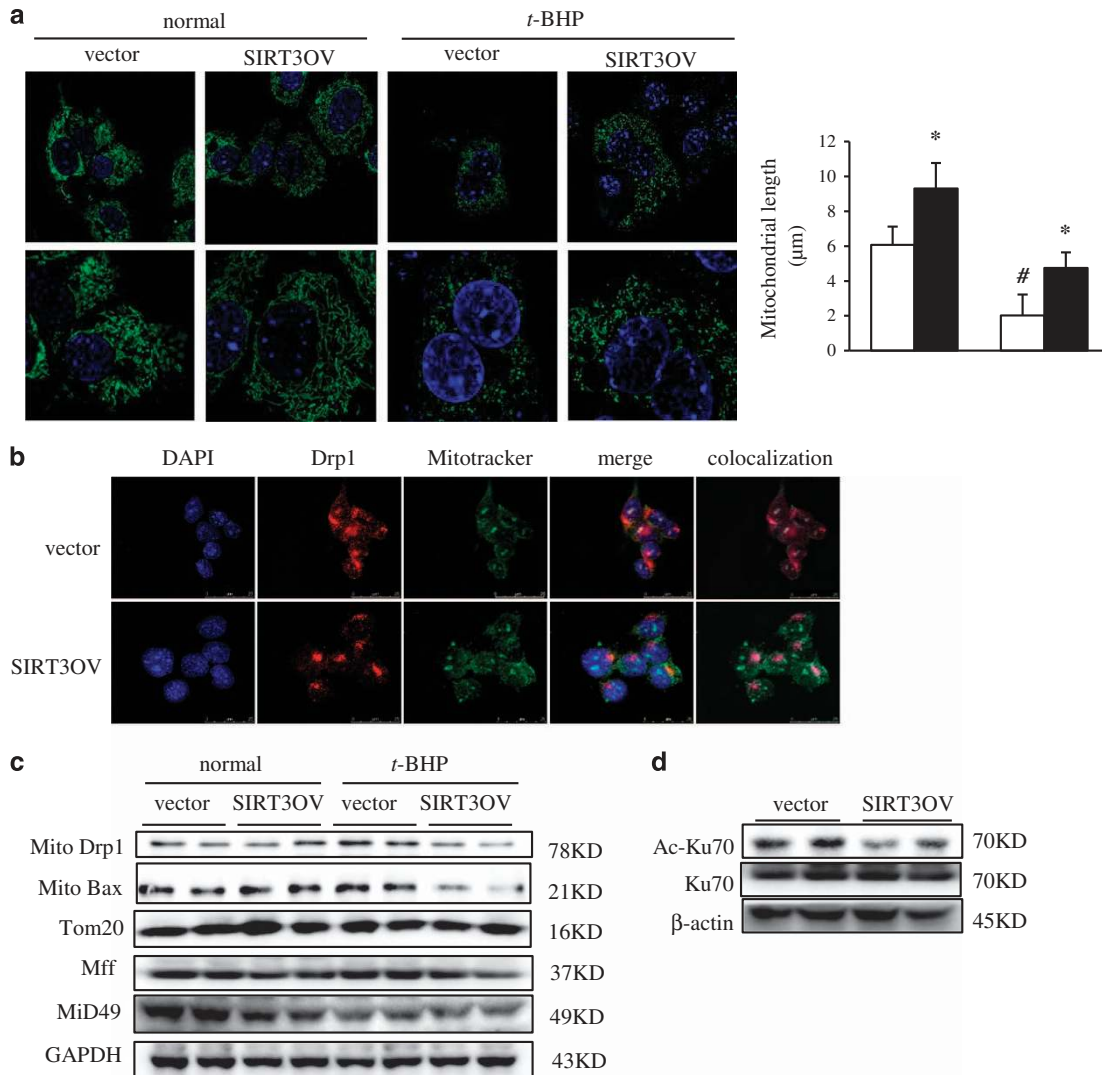 a
normal
t-BHP
vector
SIRT3OV
vector
SIRT3OV
Mitochondrial length
(µm)
12
10
8
6
4
2
0
*
#
*
b
DAPI
Drp1
Mitotracker
merge
colocalization
vector
SIRT3OV
c
normal
t-BHP
vector
SIRT3OV
vector
SIRT3OV
Mito Drp1
78KD
Mito Bax
21KD
Tom20
16KD
Mff
37KD
MiD49
49KD
GAPDH
43KD
d
vector
SIRT3OV
Ac-Ku70
70KD
Ku70
70KD
β-actin
45KD